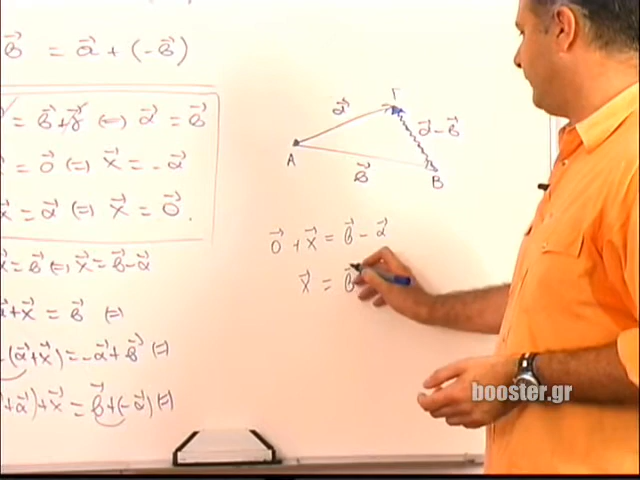 β⃗ = α⃗ + (-β⃗)
= β⃗ + γ⃗ ⇔ α⃗ = β⃗
= 0⃗ ⇔ x⃗ = -α⃗
x⃗ = α⃗ ⇔ x⃗ = 0⃗.
x⃗ = β⃗ ⇔ x⃗ = β⃗ - α⃗
α⃗ + x⃗ = β⃗ ⇔
-(α⃗ + x⃗) = -α⃗ + β⃗ ⇔
+ α⃗) + x⃗ = β⃗ + (-α⃗) ⇔
Γ
α⃗
α⃗ - β⃗
A
β⃗
B
0⃗ + x⃗ = β⃗ - α⃗
x⃗ = β⃗
booster.gr